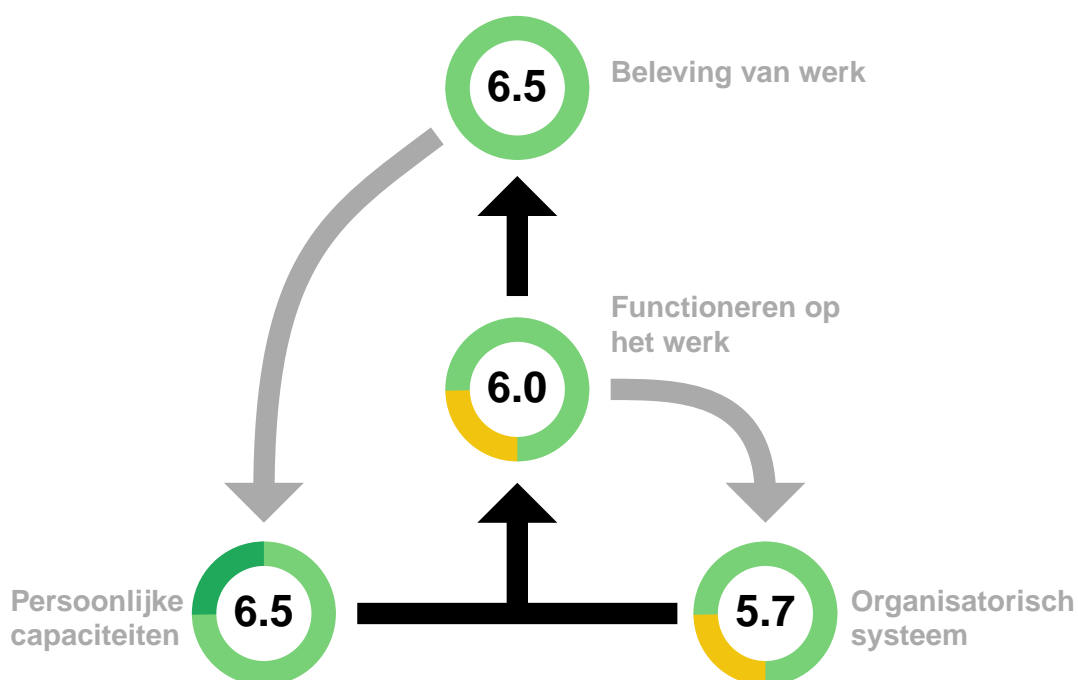 6.5
Beleving van werk
Functioneren op
het werk
6.0
Persoonlijke
capaciteiten
6.5
5.7
Organisatorisch
systeem